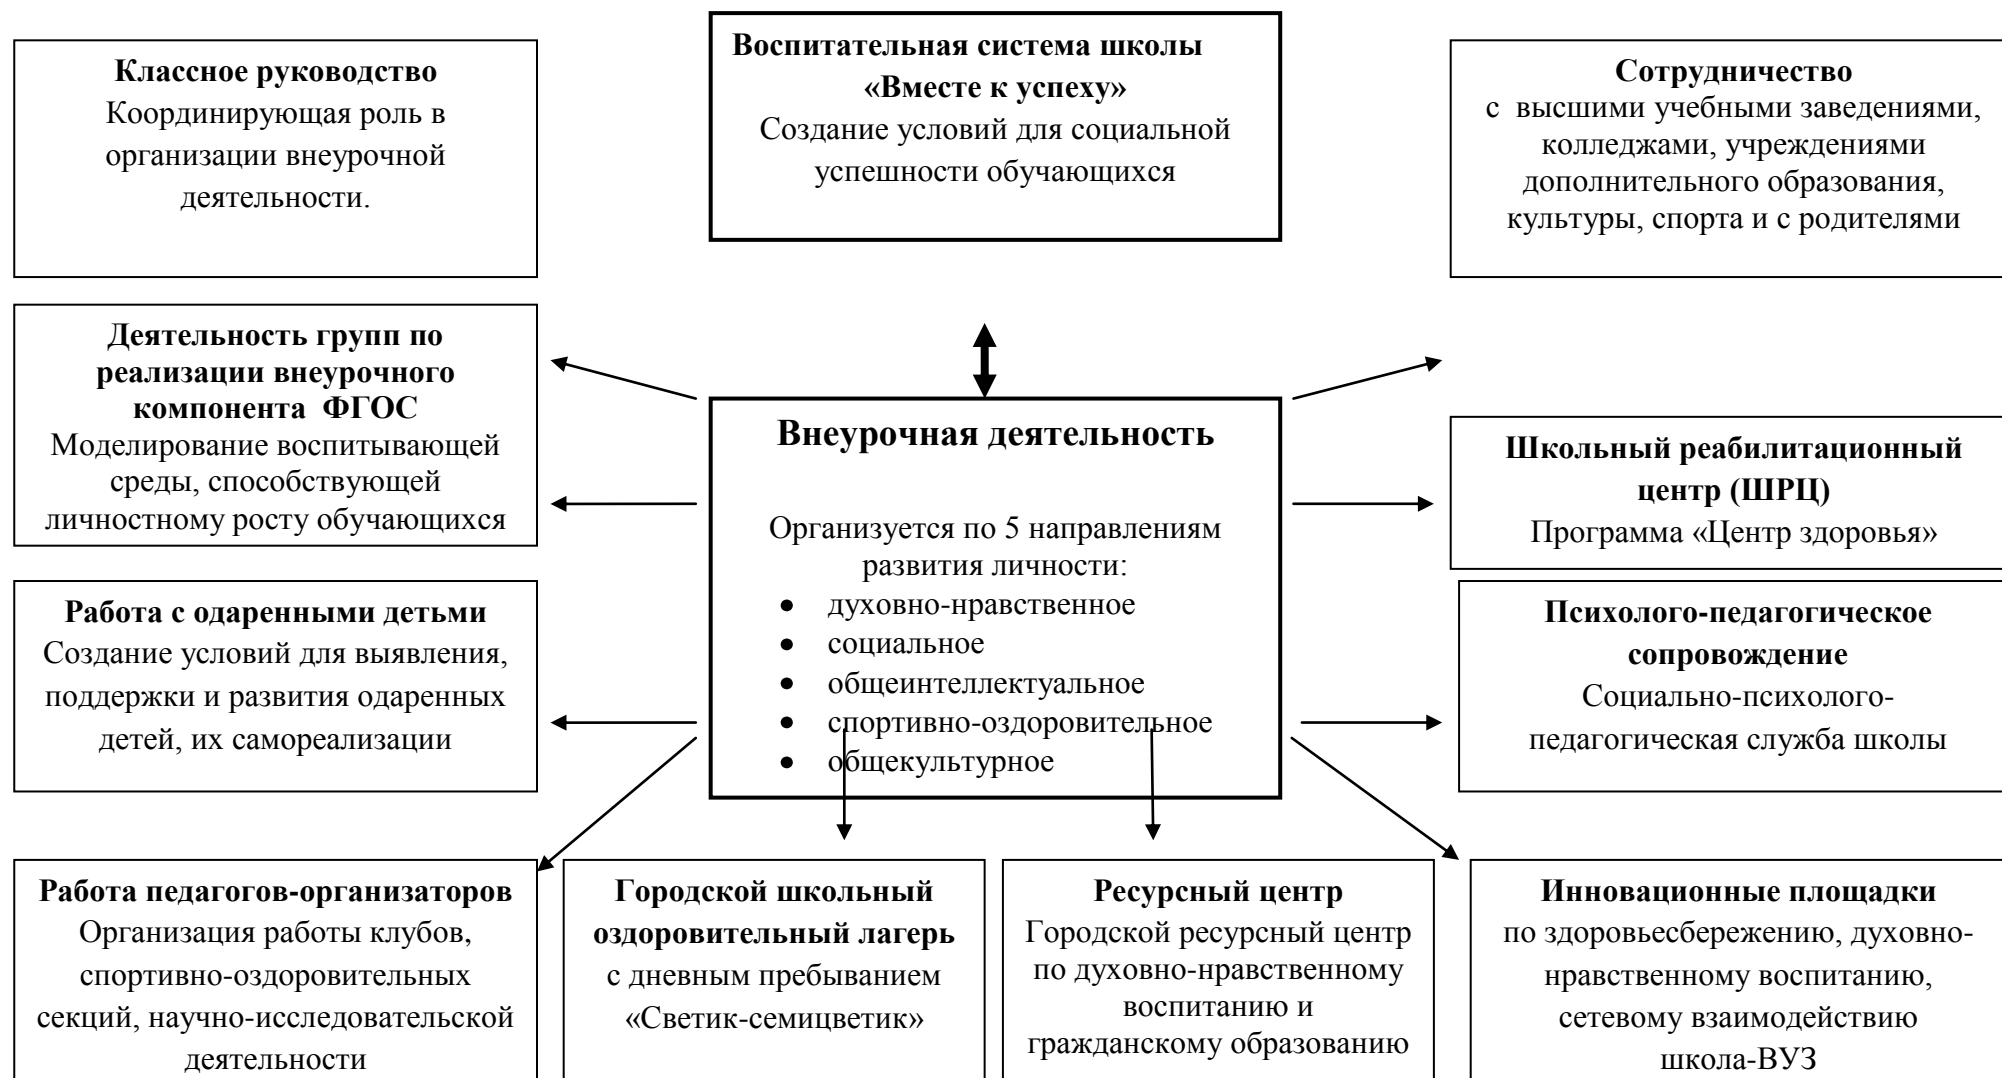 Классное руководство
Координирующая роль в
организации внеурочной
деятельности.
Воспитательная система школы
«Вместе к успеху»
Создание условий для социальной
успешности обучающихся
Сотрудничество
с высшими учебными заведениями,
колледжами, учреждениями
дополнительного образования,
культуры, спорта и с родителями
Деятельность групп по
реализации внеурочного
компонента ФГОС
Моделирование воспитывающей
среды, способствующей
личностному росту обучающихся
Внеурочная деятельность
Организуется по 5 направлениям
развития личности:
• духовно-нравственное
• социальное
• общеинтеллектуальное
• спортивно-оздоровительное
• общекультурное
Школьный реабилитационный
центр (ШРЦ)
Программа «Центр здоровья»
Работа с одаренными детьми
Создание условий для выявления,
поддержки и развития одаренных
детей, их самореализации
Психолого-педагогическое
сопровождение
Социально-психолого-
педагогическая служба школы
Работа педагогов-организаторов
Организация работы клубов,
спортивно-оздоровительных
секций, научно-исследовательской
деятельности
Городской школьный
оздоровительный лагерь
с дневным пребыванием
«Светик-семицветик»
Ресурсный центр
Городской ресурсный центр
по духовно-нравственному
воспитанию и
гражданскому образованию
Инновационные площадки
по здоровьесбережению, духовно-
нравственному воспитанию,
сетевому взаимодействию
школа-ВУЗ